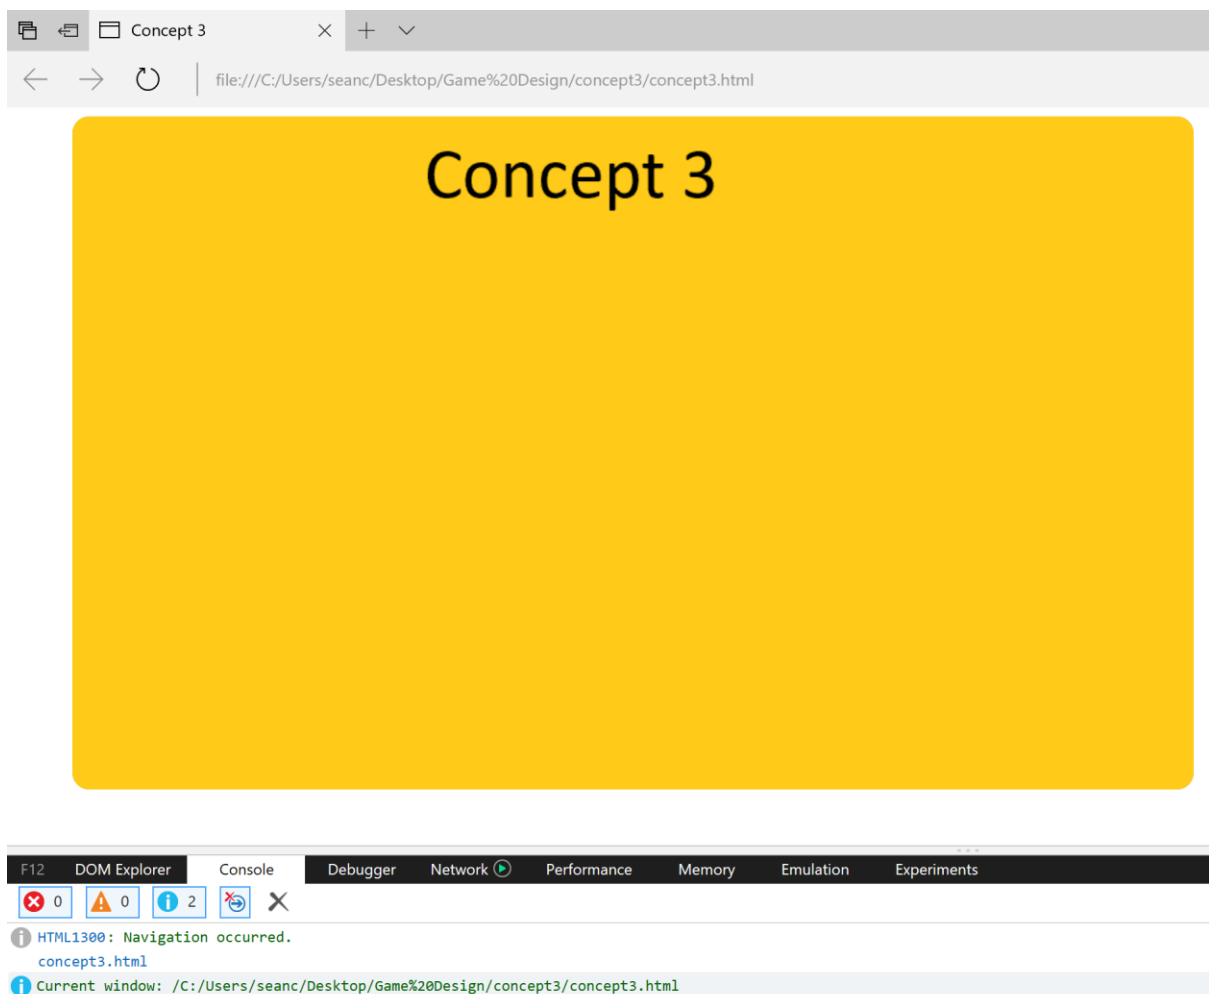 Concept 3
file:///C:/Users/seanc/Desktop/Game%20Design/concept3/concept3.html
Concept 3
F12 DOM Explorer Console Debugger Network Performance Memory Emulation Experiments
0 0 2
HTML1300: Navigation occurred.
concept3.html
Current window: /C:/Users/seanc/Desktop/Game%20Design/concept3/concept3.html